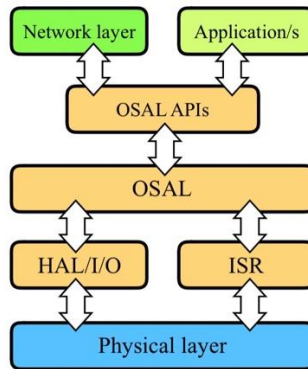 Network layer
Application/s
OSAL APIs
OSAL
HAL/I/O
ISR
Physical layer